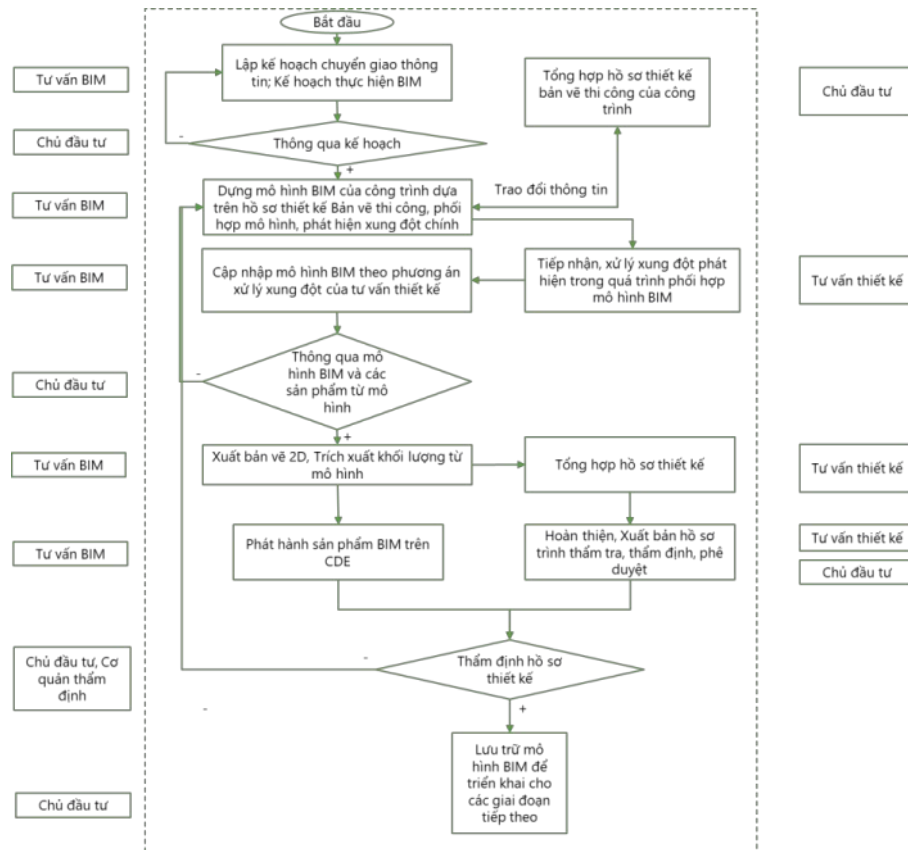 Bắt đầu
Tư vấn BIM
Lập kế hoạch chuyển giao thông
tin; Kế hoạch thực hiện BIM
Tổng hợp hồ sơ thiết kế
bản vẽ thi công của công
trình
Chủ đầu tư
-
Chủ đầu tư
Thông qua kế hoạch
+
Tư vấn BIM
Dựng mô hình BIM của công trình dựa
trên hồ sơ thiết kế Bản vẽ thi công, phối
hợp mô hình, phát hiện xung đột chính
Trao đổi thông tin
Tư vấn BIM
Cập nhập mô hình BIM theo phương án
xử lý xung đột của tư vấn thiết kế
Tiếp nhận, xử lý xung đột phát
hiện trong quá trình phối hợp
mô hình BIM
Tư vấn thiết kế
Chủ đầu tư
-
Thông qua mô
hình BIM và các
sản phẩm từ mô
hình
+
Tư vấn BIM
Xuất bản vẽ 2D, Trích xuất khối lượng từ
mô hình
Tổng hợp hồ sơ thiết kế
Tư vấn thiết kế
Tư vấn BIM
Phát hành sản phẩm BIM trên
CDE
Hoàn thiện, Xuất bản hồ sơ
trình thẩm tra, thẩm định, phê
duyệt
Tư vấn thiết kế
Chủ đầu tư
Chủ đầu tư, Cơ
quản thẩm
định
-
Thẩm định hồ sơ
thiết kế
-
+
Chủ đầu tư
Lưu trữ mô
hình BIM để
triển khai cho
các giai đoạn
tiếp theo